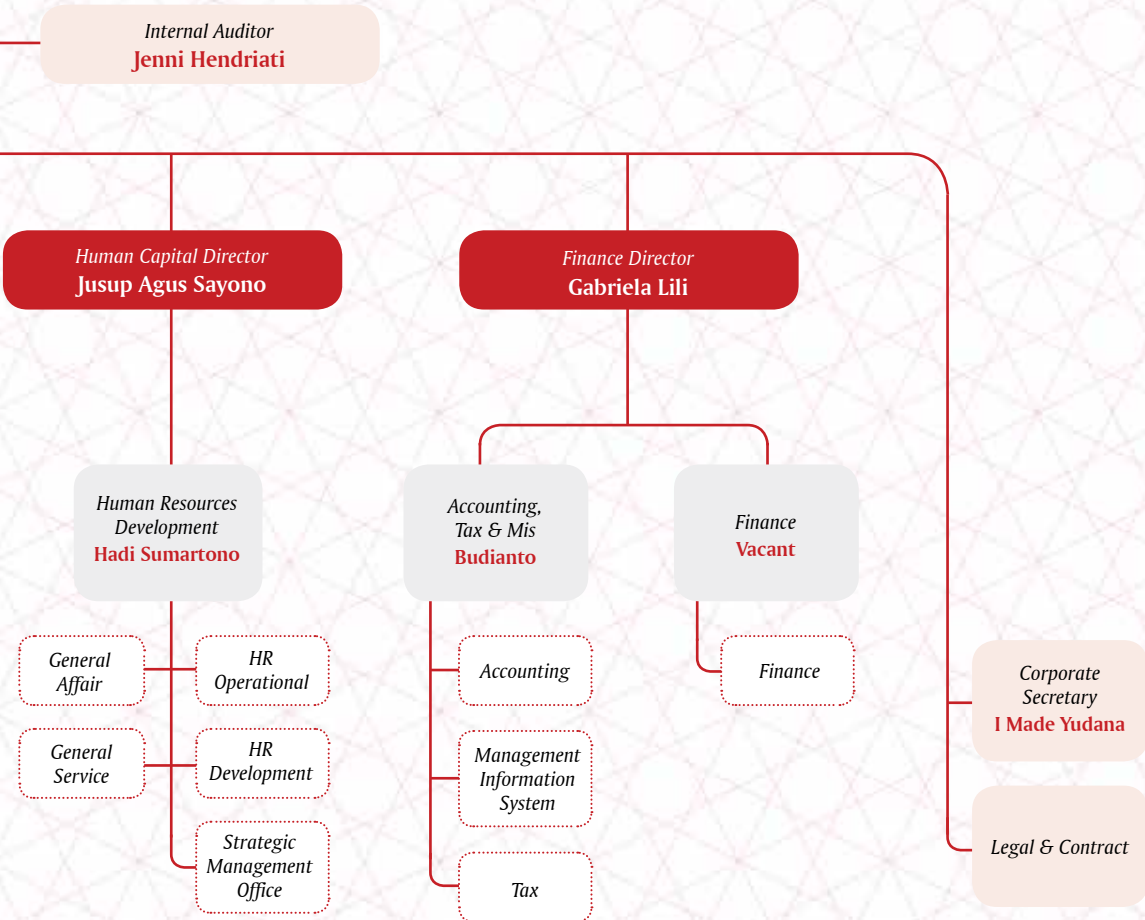 Internal Auditor
Jenni Hendriati
Human Capital Director
Jusup Agus Sayono
Finance Director
Gabriela Lili
Human Resources
Development
Hadi Sumartono
Accounting,
Tax & Mis
Budianto
Finance
Vacant
General
Affair
HR
Operational
General
Service
HR
Development
Strategic
Management
Office
Accounting
Management
Information
System
Tax
Finance
Corporate
Secretary
I Made Yudana
Legal & Contract